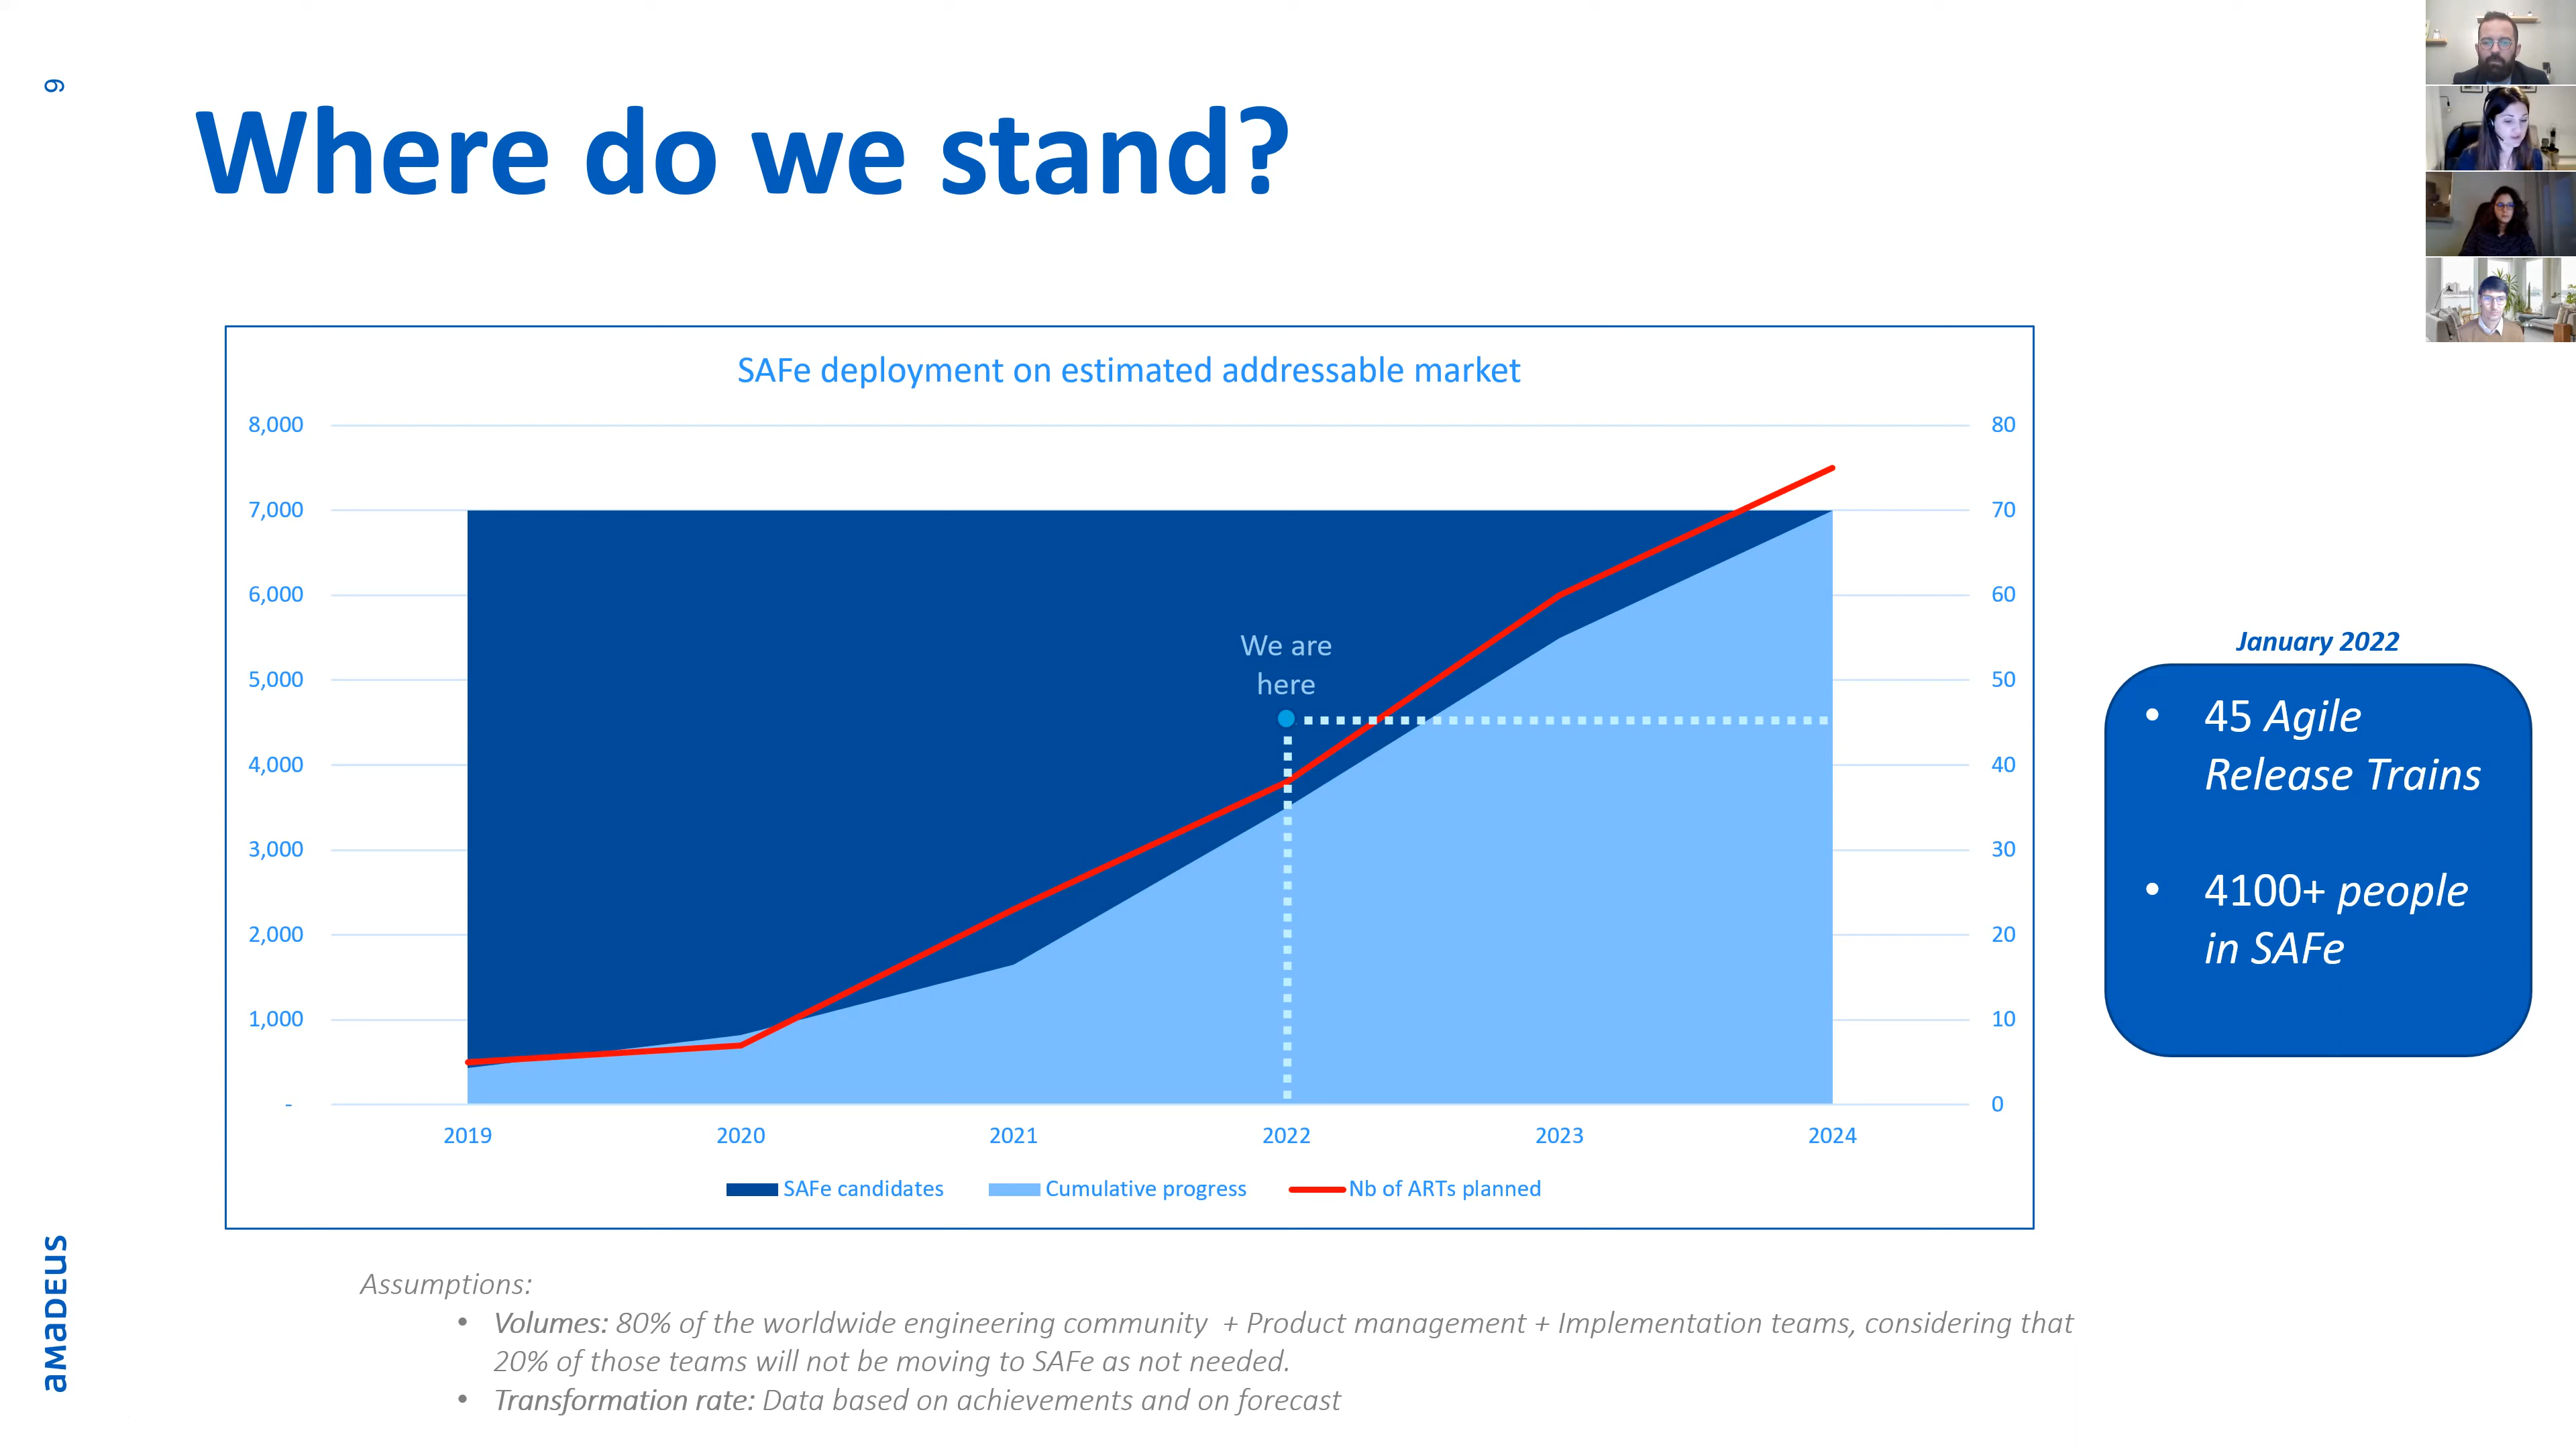 9
Where do we stand?
SAFe deployment on estimated addressable market
8,000
7,000
6,000
5,000
4,000
3,000
2,000
1,000
-
80
70
60
50
40
30
20
10
0
We are
here
2019 2020 2021 2022 2023 2024
SAFe candidates Cumulative progress Nb of ARTs planned
January 2022
• 45 Agile
Release Trains
• 4100+ people
in SAFe
Assumptions:
• Volumes: 80% of the worldwide engineering community + Product management + Implementation teams, considering that
20% of those teams will not be moving to SAFe as not needed.
• Transformation rate: Data based on achievements and on forecast
aMaDEUS